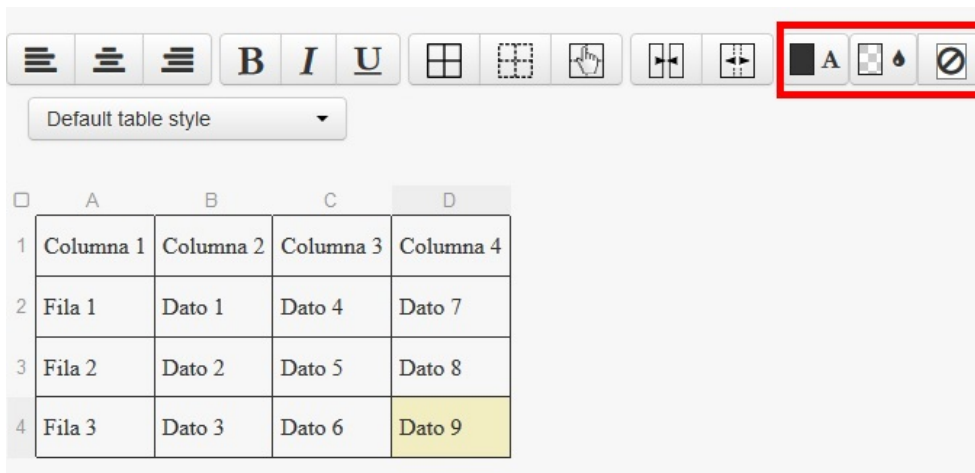 B I U A
Default table style
A B C D
1 Columna 1 Columna 2 Columna 3 Columna 4
2 Fila 1 Dato 1 Dato 4 Dato 7
3 Fila 2 Dato 2 Dato 5 Dato 8
4 Fila 3 Dato 3 Dato 6 Dato 9